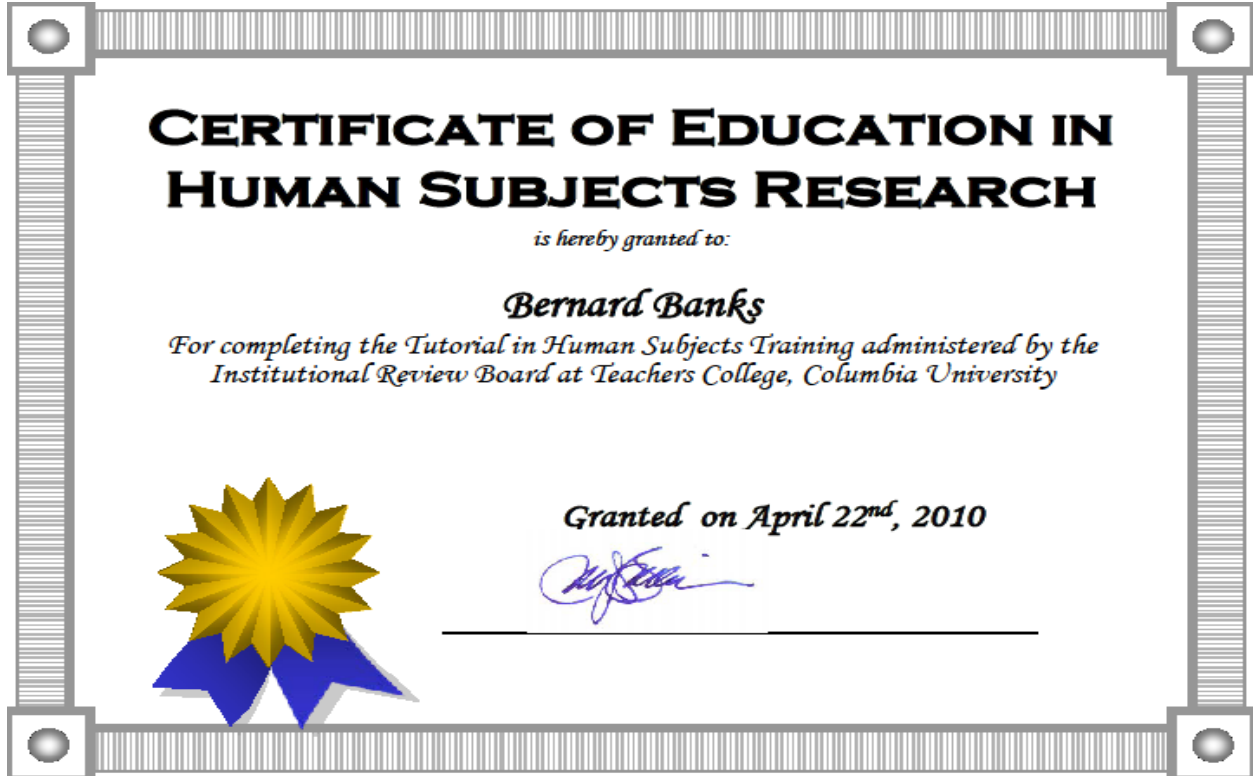 CERTIFICATE OF EDUCATION IN
HUMAN SUBJECTS RESEARCH
is hereby granted to:
Bernard Banks
For completing the Tutorial in Human Subjects Training administered by the
Institutional Review Board at Teachers College, Columbia University
Granted on April 22nd, 2010